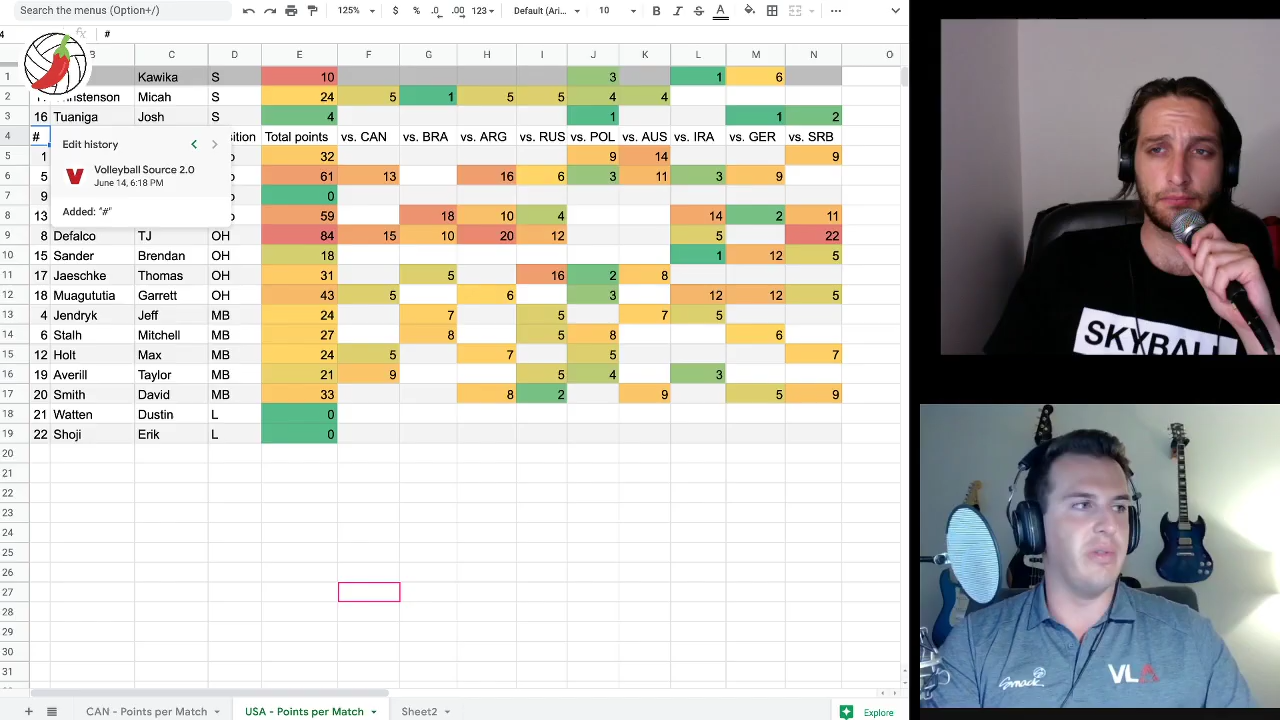 Search the menus (Option+/)
125% $ % .0 .00 123 Default (Ari... 10 B I S A
#
C D E F G H I J K L M N O
1 Kawika S 10 3 1 6
2 Micah S 24 5 1 5 5 4 4
3 16 Tuaniga Josh S 4 1 1 2
4 # Total points vs. CAN vs. BRA vs. ARG vs. RUS vs. POL vs. AUS vs. IRA vs. GER vs. SRB
Edit history
Volleyball Source 2.0
June 14, 6:18 PM
Added: "#"
5 1 32 9 14 9
6 5 61 13 16 6 3 11 3 9
7 9 0
8 13 59 18 10 4 14 2 11
9 8 Defalco TJ OH 84 15 10 20 12 5 22
10 15 Sander Brendan OH 18 1 12 5
11 17 Jaeschke Thomas OH 31 5 16 2 8
12 18 Muagututia Garrett OH 43 5 6 3 12 12 5
13 4 Jendryk Jeff MB 24 7 5 7 5
14 6 Stalh Mitchell MB 27 8 5 8 6
15 12 Holt Max MB 24 5 7 5 7
16 19 Averill Taylor MB 21 9 5 4 3
17 20 Smith David MB 33 8 2 9 5 9
18 21 Watten Dustin L 0
19 22 Shoji Erik L 0
20
21
22
23
24
25
26
27
28
29
30
31
CAN - Points per Match USA - Points per Match Sheet2 Explore
SKYBALL
Smack VLA